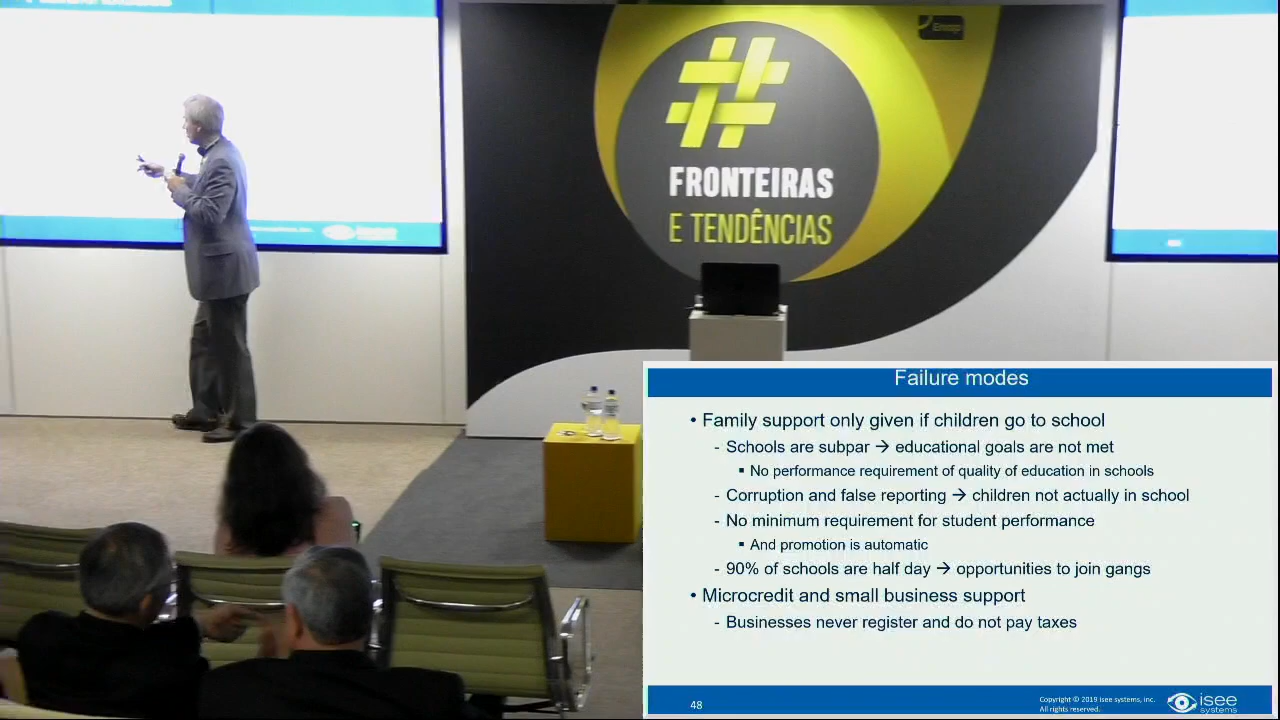 Enap
#
FRONTEIRAS
E TENDÊNCIAS
Failure modes
• Family support only given if children go to school
- Schools are subpar → educational goals are not met
▪ No performance requirement of quality of education in schools
- Corruption and false reporting → children not actually in school
- No minimum requirement for student performance
▪ And promotion is automatic
- 90% of schools are half day → opportunities to join gangs
• Microcredit and small business support
- Businesses never register and do not pay taxes
48
Copyright © 2019 isee systems, inc.
All rights reserved.
isee
systems